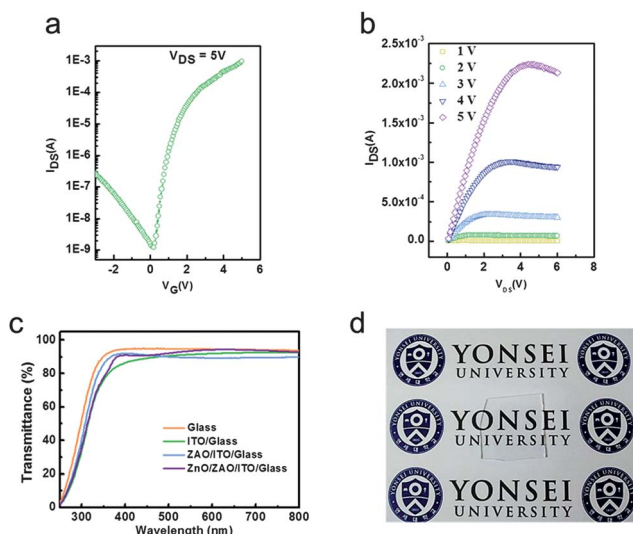 a
V_DS = 5V
1E-3
1E-4
1E-5
1E-6
1E-7
1E-8
1E-9
I_DS(A)
-2 0 2 4 6
V_G(V)
b
1 V
2 V
3 V
4 V
5 V
2.5x10⁻³
2.0x10⁻³
1.5x10⁻³
1.0x10⁻³
5.0x10⁻⁴
0.0
I_DS(A)
0 2 4 6 8
V_DS(V)
c
100
80
60
40
20
0
Transmittance (%)
Glass
ITO/Glass
ZAO/ITO/Glass
ZnO/ZAO/ITO/Glass
300 400 500 600 700 800
Wavelength (nm)
d
YONSEI UNIVERSITY
YONSEI
UNIVERSITY
YONSEI UNIVERSITY
YONSEI UNIVERSITY
YONSEI
UNIVERSITY
YONSEI UNIVERSITY
YONSEI UNIVERSITY
YONSEI
UNIVERSITY
YONSEI UNIVERSITY